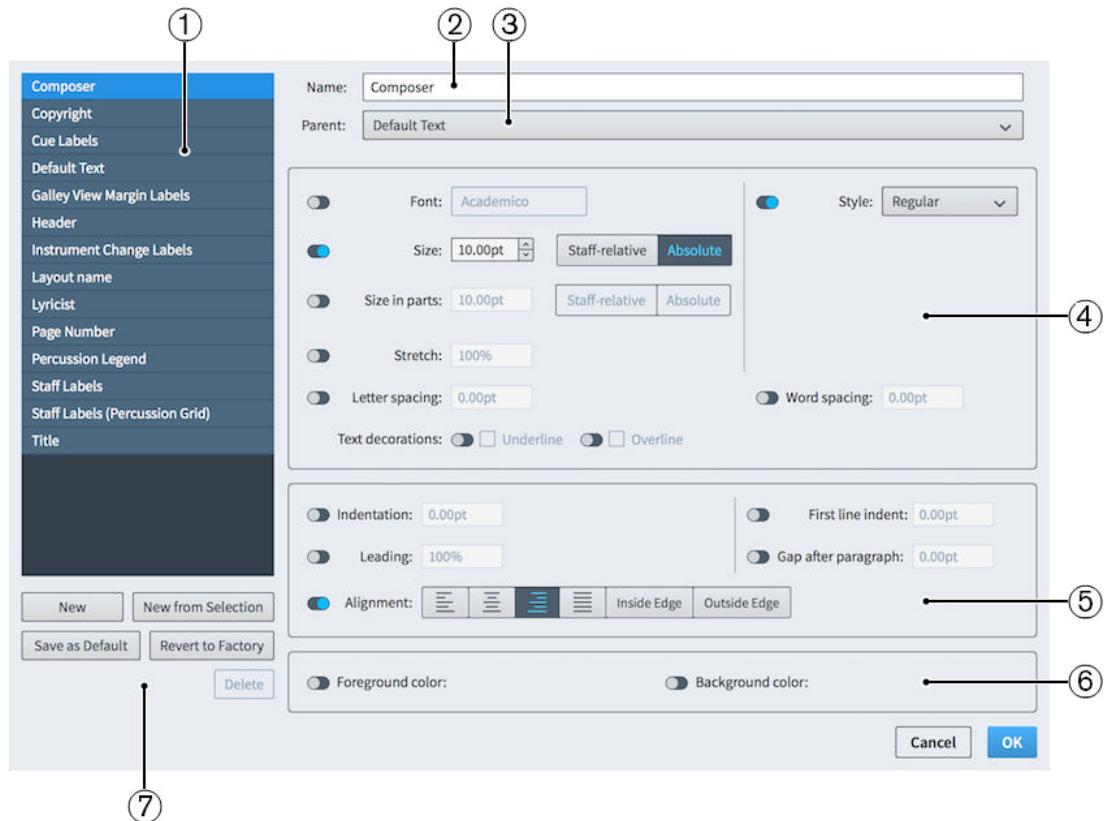 ① ② ③
Composer
Copyright
Cue Labels
Default Text
Galley View Margin Labels
Header
Instrument Change Labels
Layout name
Lyricist
Page Number
Percussion Legend
Staff Labels
Staff Labels (Percussion Grid)
Title
New New from Selection
Save as Default Revert to Factory
Delete
⑦
Name: Composer
Parent: Default Text
Font: Academico Style: Regular
Size: 10.00pt Staff-relative Absolute
Size in parts: 10.00pt Staff-relative Absolute
④
Stretch: 100%
Letter spacing: 0.00pt Word spacing: 0.00pt
Text decorations: Underline Overline
Indentation: 0.00pt First line indent: 0.00pt
Leading: 100% Gap after paragraph: 0.00pt
Alignment: Inside Edge Outside Edge
⑤
Foreground color: Background color:
⑥
Cancel OK